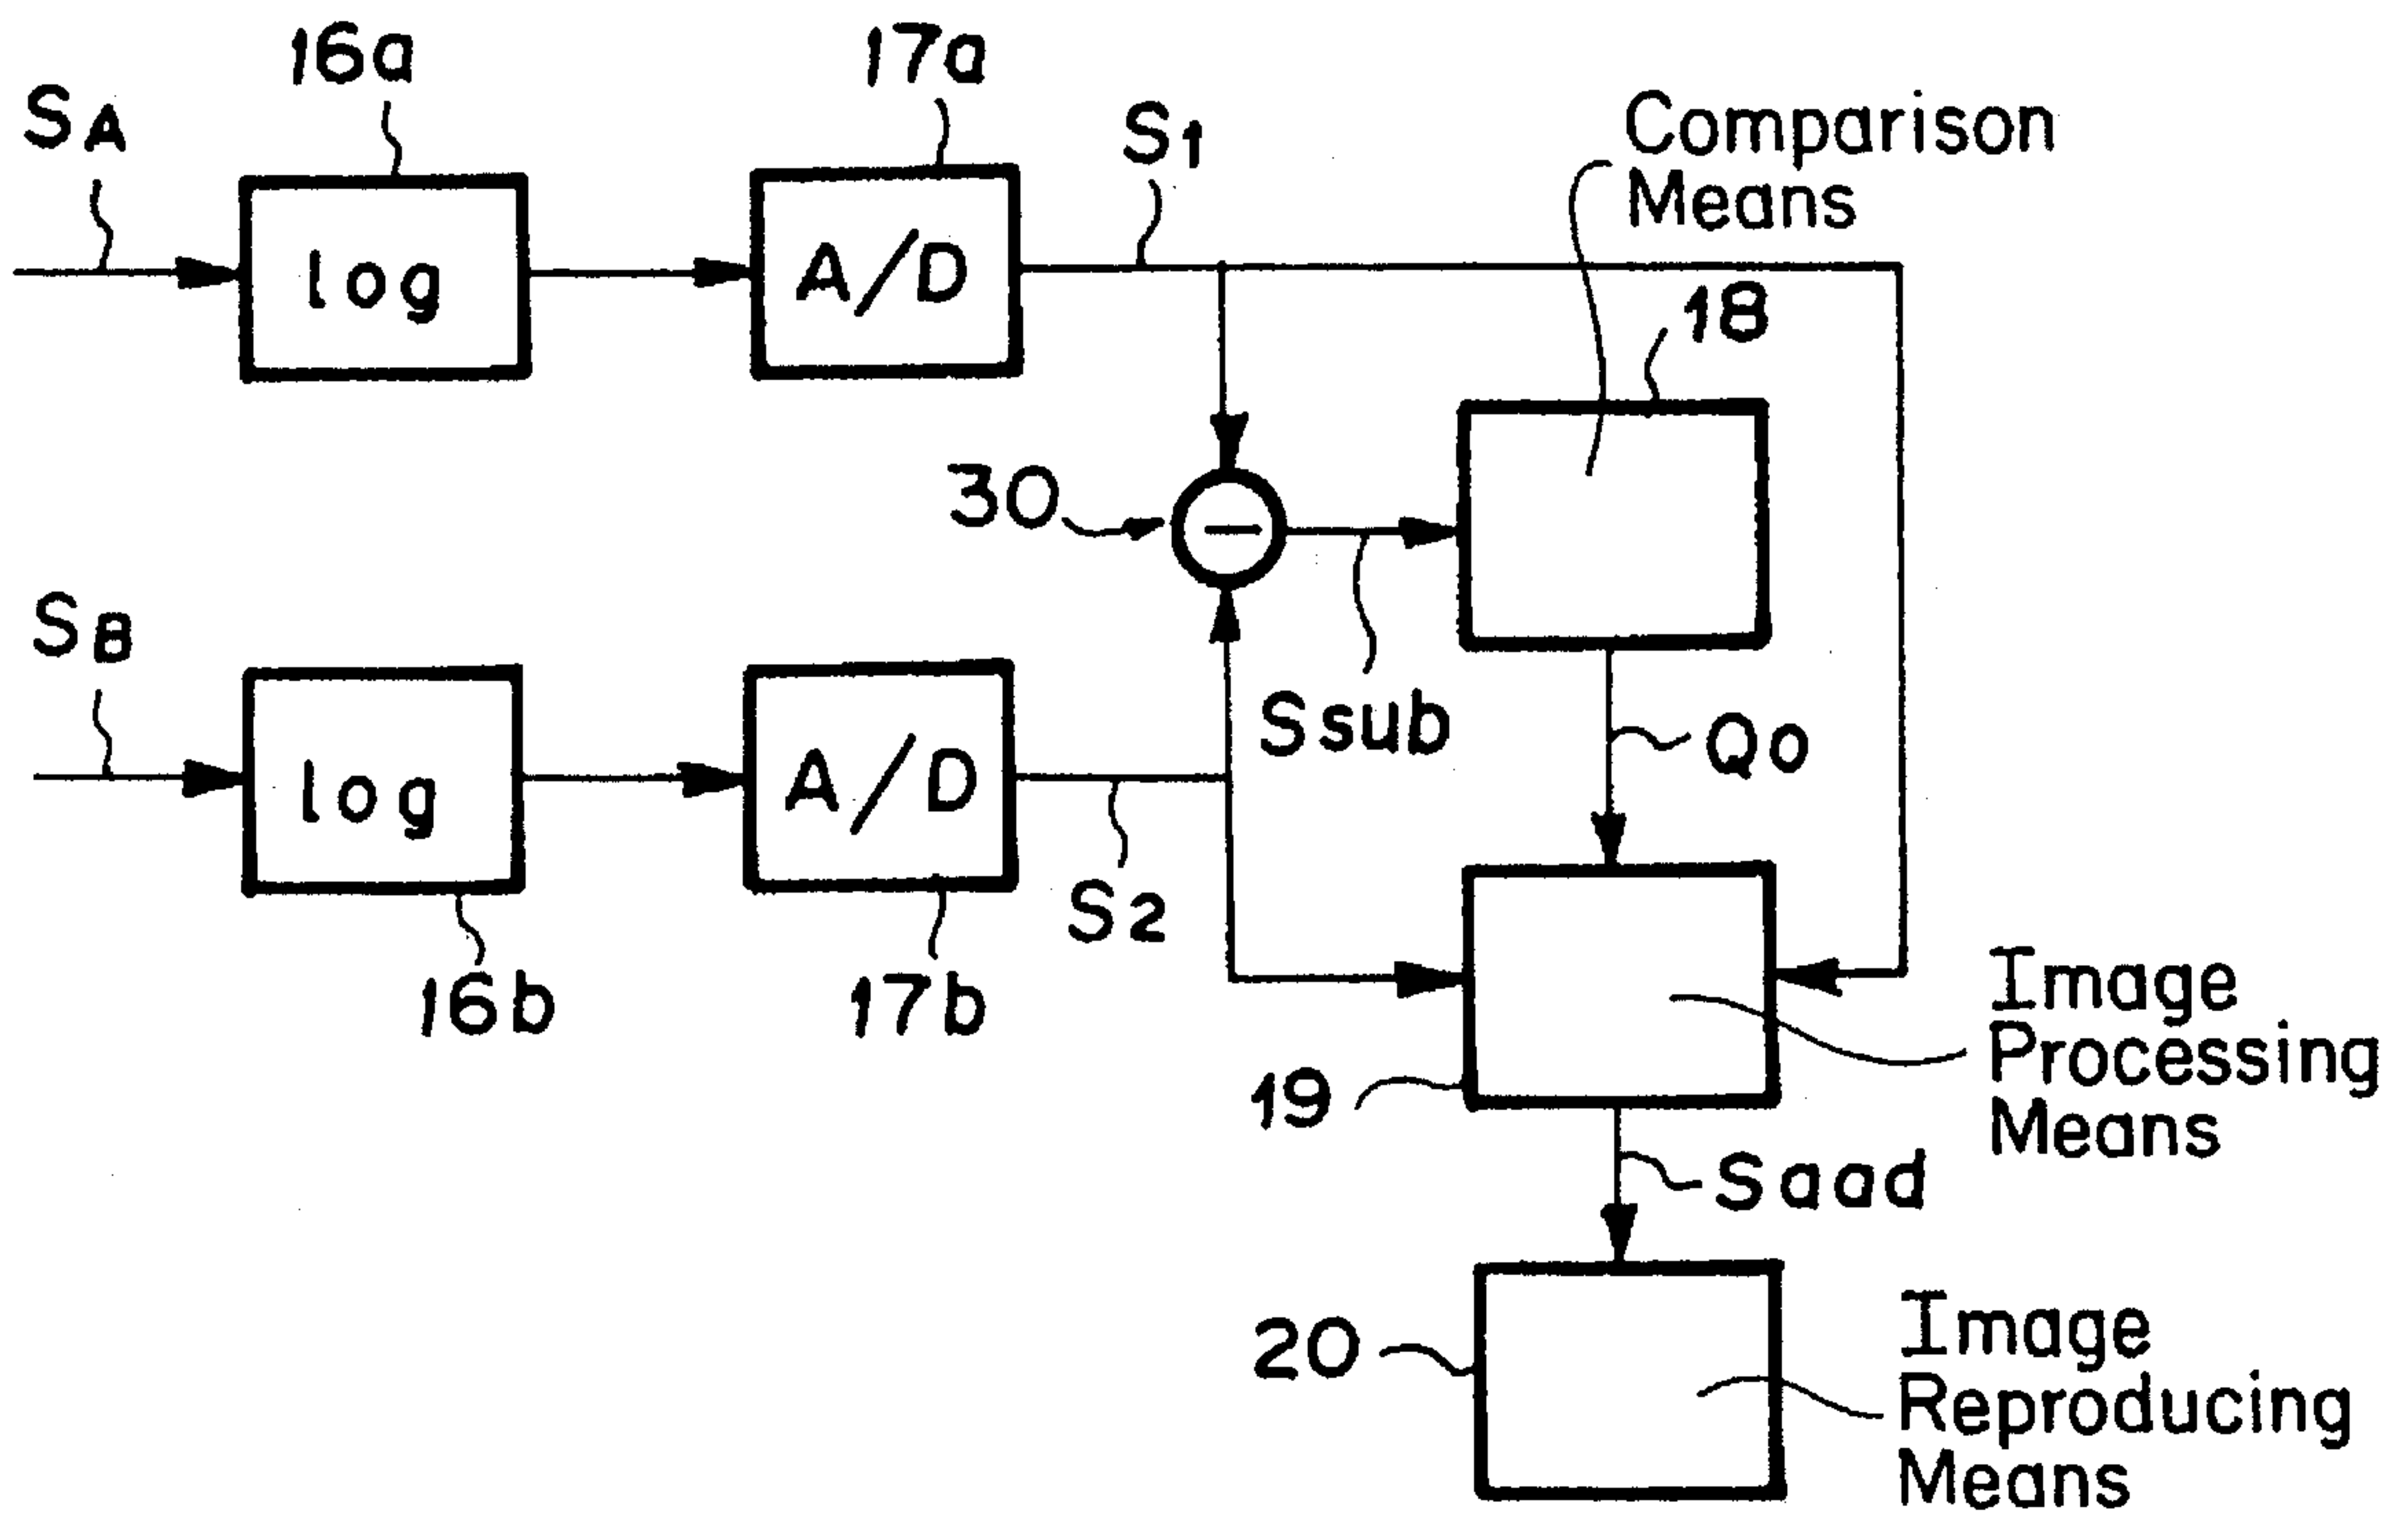 16a
17a
SA
S1
Comparison
Means
log
A/D
18
30
SB
Ssub
Qo
log
A/D
S2
16b
17b
Image
Processing
Means
19
Saad
20
Image
Reproducing
Means